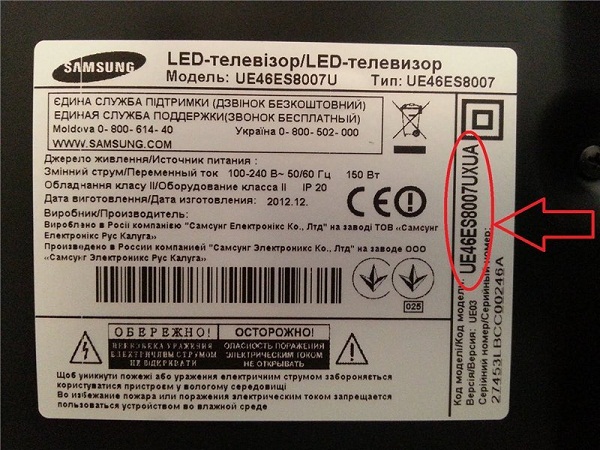 SAMSUNG
LED-телевізор/LED-телевизор
Модель: UE46ES8007U Тип: UE46ES8007
ЄДИНА СЛУЖБА ПІДТРИМКИ (ДЗВІНОК БЕЗКОШТОВНИЙ)
ЕДИНАЯ СЛУЖБА ПОДДЕРЖКИ(ЗВОНОК БЕСПЛАТНЫЙ)
Moldova 0- 800- 614- 40 Україна 0- 800- 502- 000
WWW.SAMSUNG.COM
Джерело живлення/Источник питания :
Змінний струм/Переменный ток 100-240 В~ 50/60 Гц 150 Вт
Обладнання класу II/Оборудование класса II IP 20
Дата виготовлення/Дата изготовления : 2012.12.
Виробник/Производитель:
Вироблено в Росії компанією "Самсунг Електронікс Ко., Лтд" на заводі ТОВ «Самсунг
Електронікс Рус Калуга»
Произведено в России компанией "Самсунг Электроникс Ко., Лтд" на заводе ООО
«Самсунг Электроникс Рус Калуга»
CE
025
ОБЕРЕЖНО!
НЕБЕЗПЕКА УРАЖЕННЯ
ЕЛЕКТРИЧНИМ СТРУМОМ
НЕ ВІДКРИВАТИ
ОСТОРОЖНО!
ОПАСНОСТЬ ПОРАЖЕНИЯ
ЭЛЕКТРИЧЕСКИМ ТОКОМ
НЕ ОТКРЫВАТЬ
Щоб уникнути пожежі або ураження електричним струмом забороняється
користуватися пристроєм у вологому середовищі
Во избежание пожара или поражения электрическим током запрещается
пользоваться устройством во влажной среде
Код моделі/Код модели: UE46ES8007UXUA
Версія/Версия: UE03
Серійний номер/Серийный номер:
27453LBCC00246A